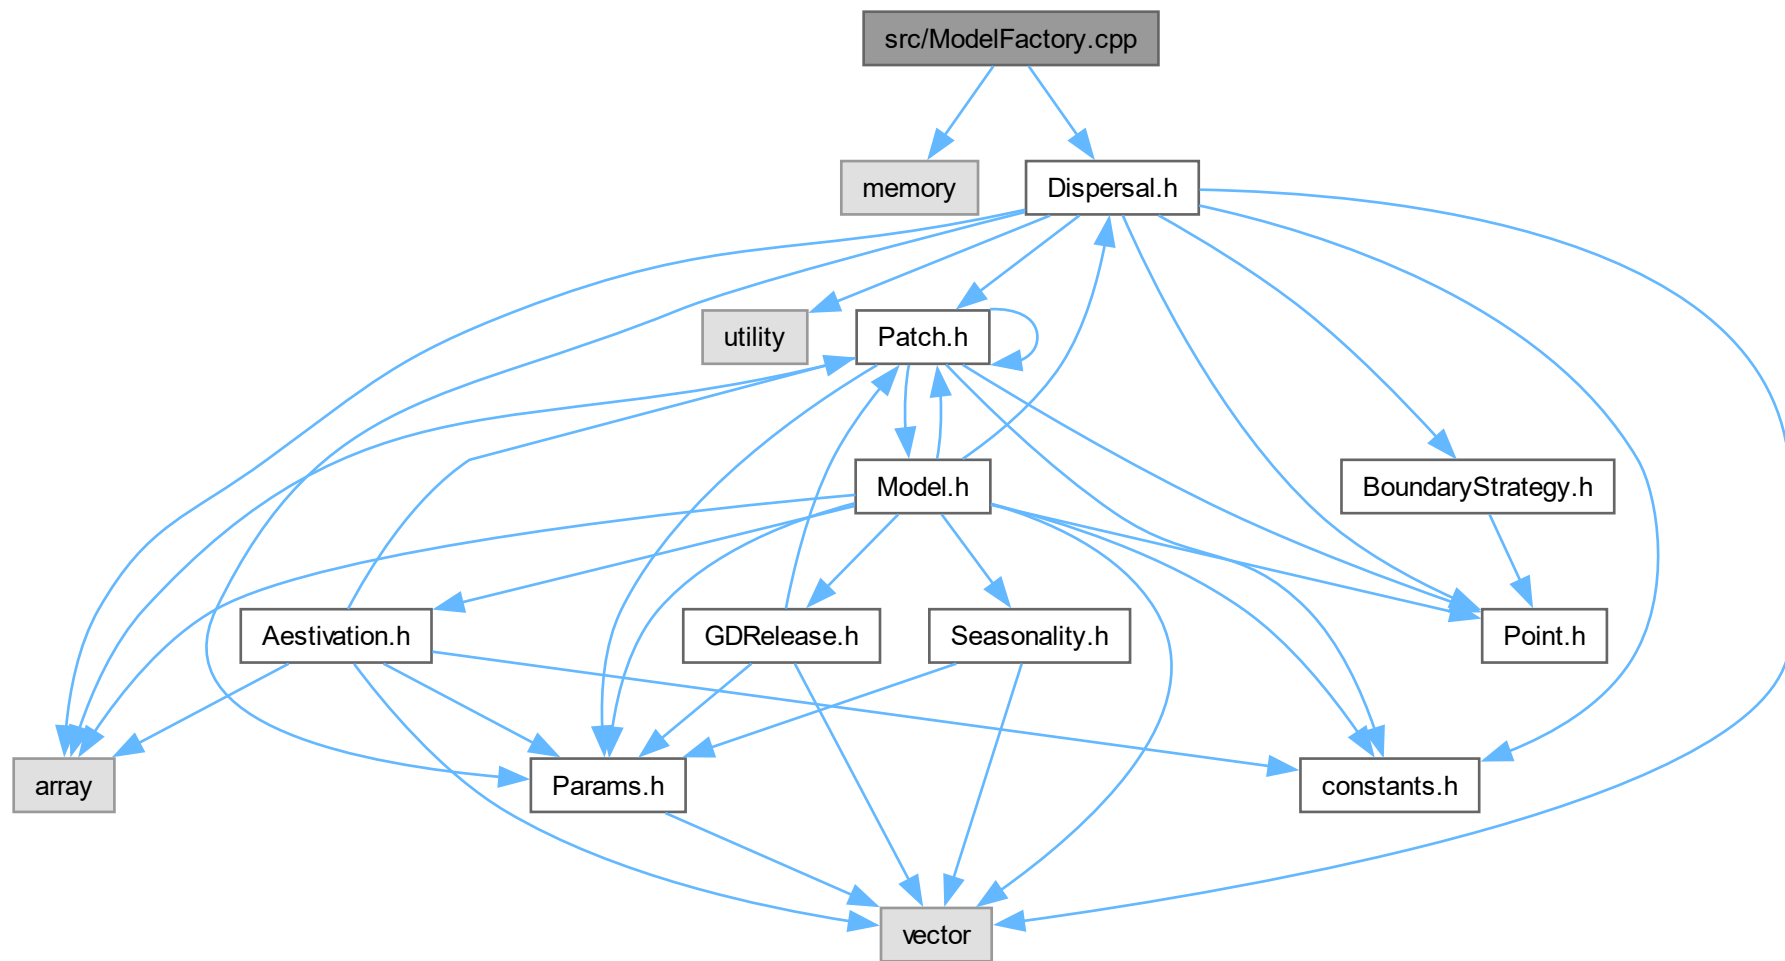 src/ModelFactory.cpp
memory
Dispersal.h
utility
Patch.h
Model.h
BoundaryStrategy.h
Aestivation.h
GDRelease.h
Seasonality.h
Point.h
array
Params.h
constants.h
vector